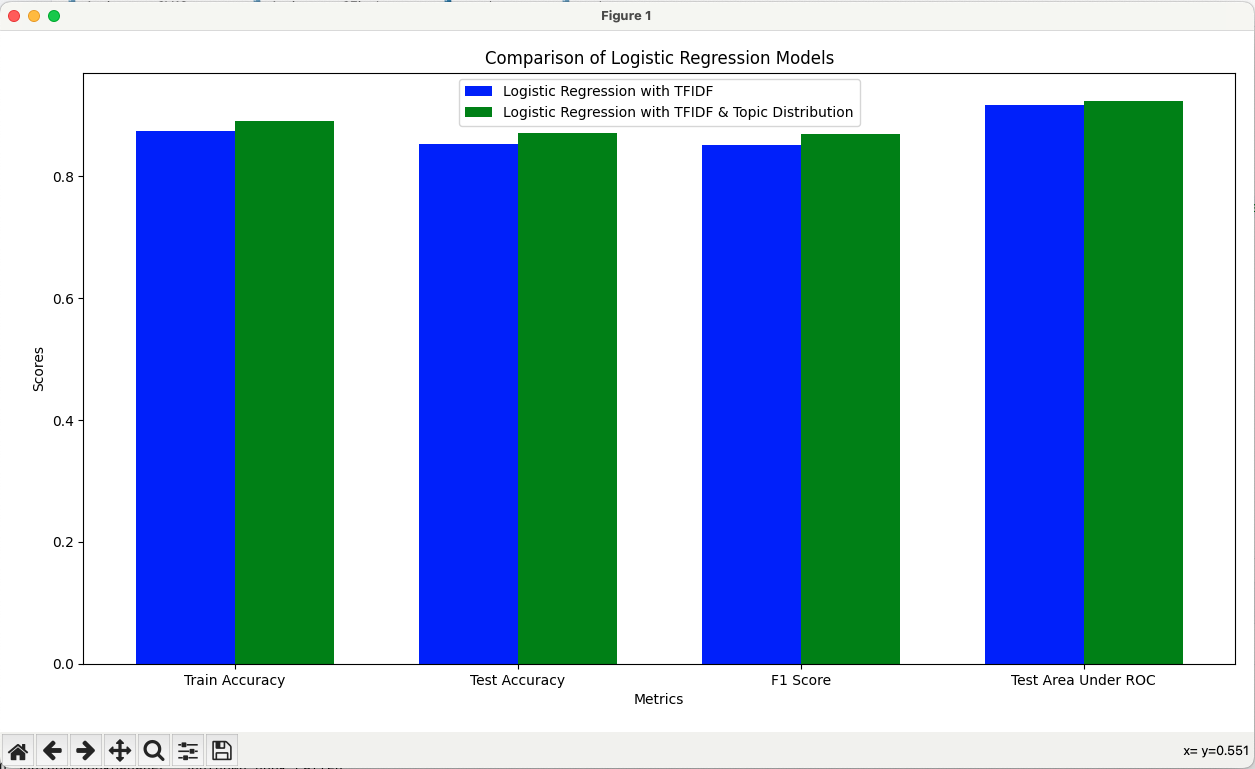 Figure 1
Comparison of Logistic Regression Models
Logistic Regression with TFIDF
Logistic Regression with TFIDF & Topic Distribution
0.8
0.6
0.4
0.2
0.0
Scores
Train Accuracy
Test Accuracy
F1 Score
Test Area Under ROC
Metrics
x= y=0.551